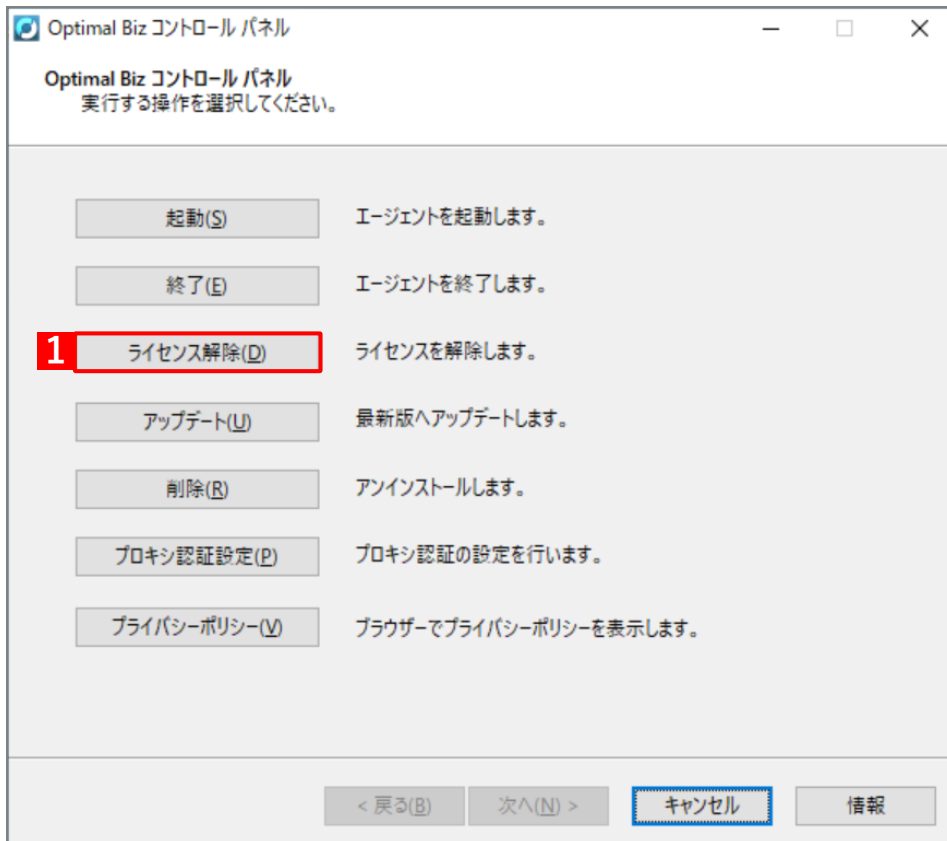 Optimal Biz コントロール パネル
Optimal Biz コントロール パネル
実行する操作を選択してください。
起動(S) エージェントを起動します。
終了(E) エージェントを終了します。
1 ライセンス解除(D) ライセンスを解除します。
アップデート(U) 最新版へアップデートします。
削除(R) アンインストールします。
プロキシ認証設定(P) プロキシ認証の設定を行います。
プライバシーポリシー(V) ブラウザーでプライバシーポリシーを表示します。
< 戻る(B) 次へ(N) > キャンセル 情報